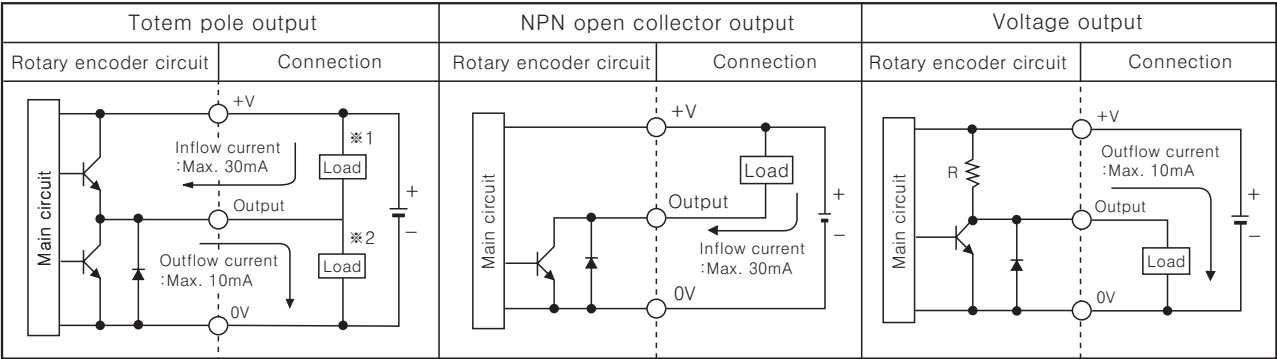 Totem pole output
NPN open collector output
Voltage output
Rotary encoder circuit
Connection
Rotary encoder circuit
Connection
Rotary encoder circuit
Connection
Main circuit
+V
※1
Inflow current
:Max. 30mA
Load
+
Output
−
※2
Outflow current
:Max. 10mA
Load
0V
Main circuit
+V
Load
Output
+
−
Inflow current
:Max. 30mA
0V
Main circuit
+V
R
Outflow current
:Max. 10mA
Output
+
−
Load
0V